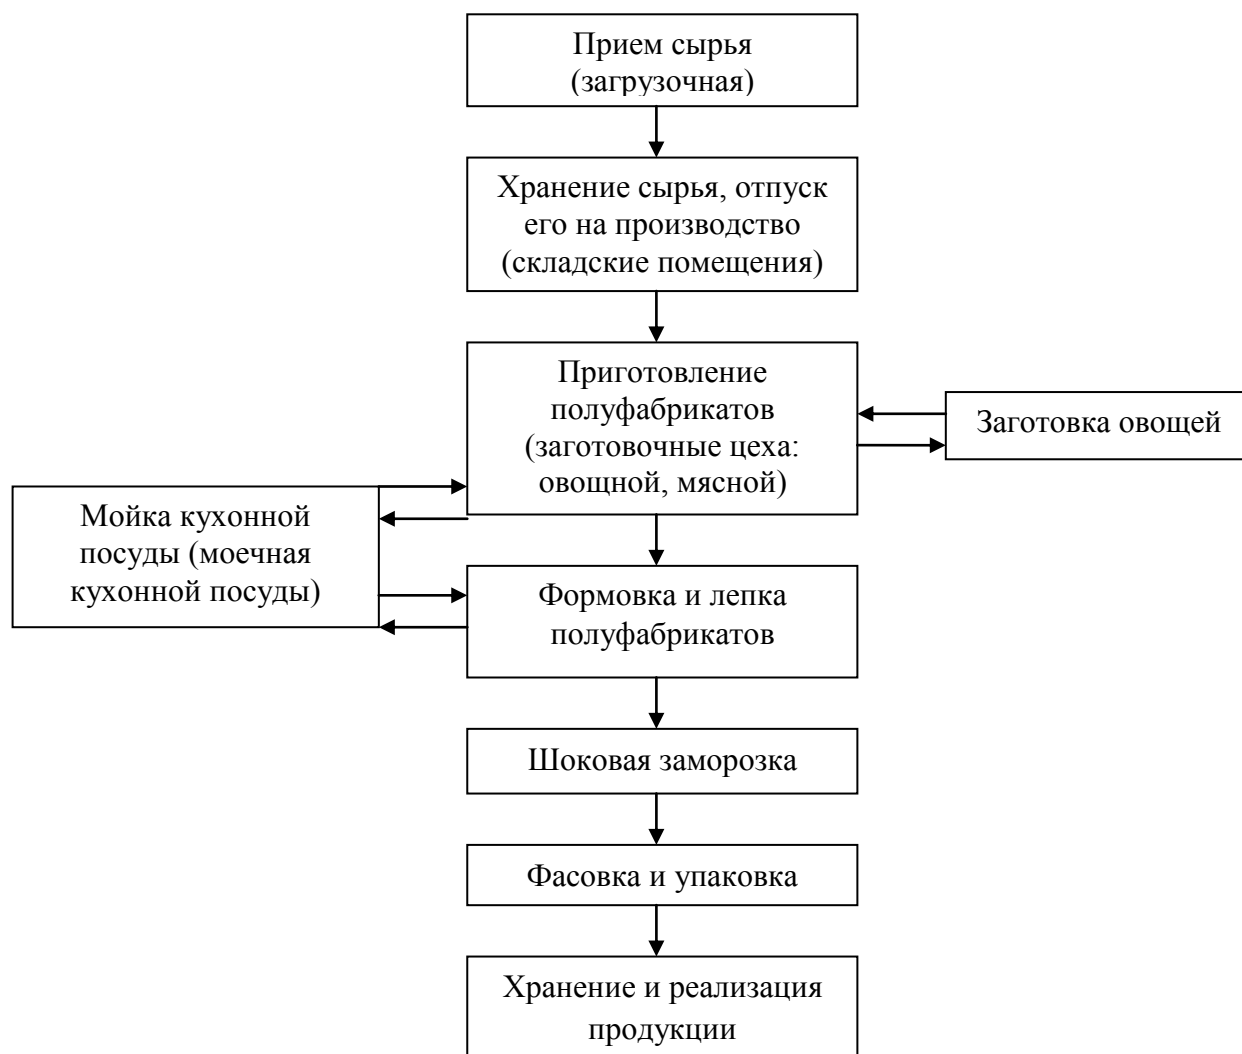 Прием сырья
(загрузочная)
Хранение сырья, отпуск
его на производство
(складские помещения)
Приготовление
полуфабрикатов
(заготовочные цеха:
овощной, мясной)
Заготовка овощей
Мойка кухонной
посуды (моечная
кухонной посуды)
Формовка и лепка
полуфабрикатов
Шоковая заморозка
Фасовка и упаковка
Хранение и реализация
продукции